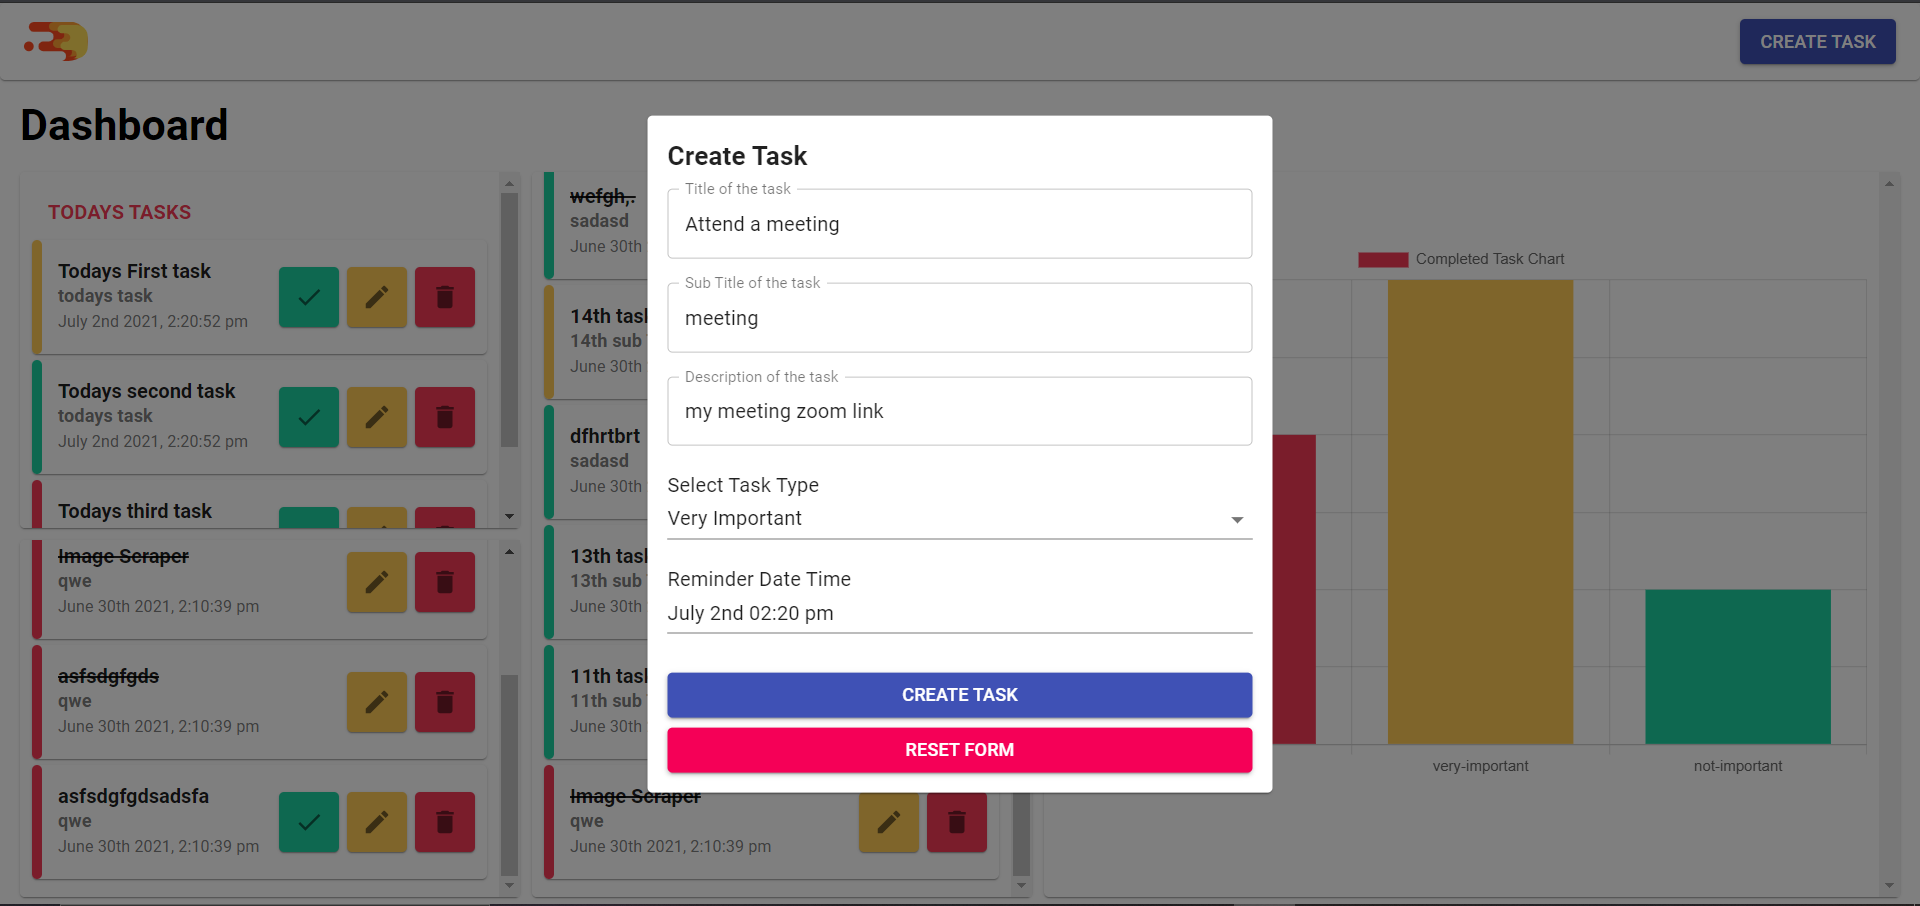 CREATE TASK
Dashboard
TODAYS TASKS
Todays First task
todays task
July 2nd 2021, 2:20:52 pm
Todays second task
todays task
July 2nd 2021, 2:20:52 pm
Todays third task
Image Scraper
qwe
June 30th 2021, 2:10:39 pm
asfsdgfgds
qwe
June 30th 2021, 2:10:39 pm
asfsdgfgdsadsfa
qwe
June 30th 2021, 2:10:39 pm
wefgh,.
sadasd
June 30th
14th task
14th sub
June 30th
dfhrtbrt
sadasd
June 30th
13th task
13th sub
June 30th
11th task
11th sub
June 30th
Image Scraper
qwe
June 30th 2021, 2:10:39 pm
Create Task
Title of the task
Attend a meeting
Sub Title of the task
meeting
Description of the task
my meeting zoom link
Select Task Type
Very Important
Reminder Date Time
July 2nd 02:20 pm
CREATE TASK
RESET FORM
Completed Task Chart
very-important
not-important